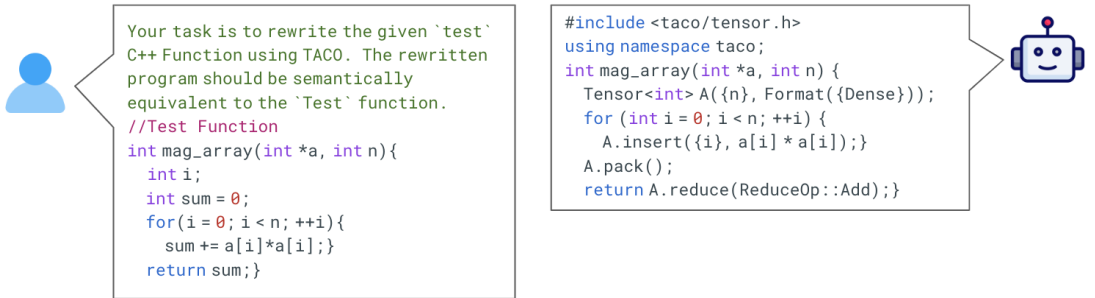 Your task is to rewrite the given `test`
C++ Function using TACO. The rewritten
program should be semantically
equivalent to the `Test` function.
//Test Function
int mag_array(int *a, int n){
int i;
int sum = 0;
for(i = 0; i < n; ++i){
sum += a[i]*a[i];}
return sum;}
#include <taco/tensor.h>
using namespace taco;
int mag_array(int *a, int n) {
Tensor<int> A({n}, Format({Dense}));
for (int i = 0; i < n; ++i) {
A.insert({i}, a[i] * a[i]);}
A.pack();
return A.reduce(ReduceOp::Add);}